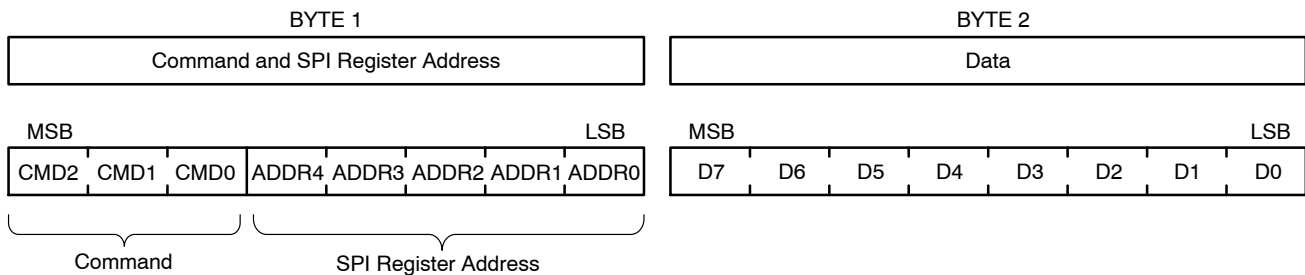 BYTE 1 BYTE 2
Command and SPI Register Address Data
MSB LSB MSB LSB
CMD2 CMD1 CMD0 ADDR4 ADDR3 ADDR2 ADDR1 ADDR0 D7 D6 D5 D4 D3 D2 D1 D0
Command SPI Register Address